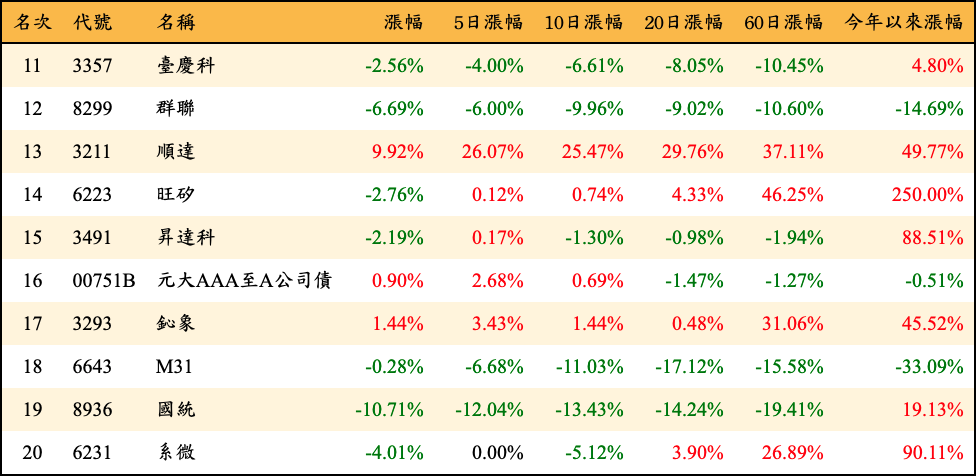 名次 代號 名稱 漲幅 5日漲幅 10日漲幅 20日漲幅 60日漲幅 今年以來漲幅
11 3357 臺慶科 -2.56% -4.00% -6.61% -8.05% -10.45% 4.80%
12 8299 群聯 -6.69% -6.00% -9.96% -9.02% -10.60% -14.69%
13 3211 順達 9.92% 26.07% 25.47% 29.76% 37.11% 49.77%
14 6223 旺矽 -2.76% 0.12% 0.74% 4.33% 46.25% 250.00%
15 3491 昇達科 -2.19% 0.17% -1.30% -0.98% -1.94% 88.51%
16 00751B 元大AAA至A公司債 0.90% 2.68% 0.69% -1.47% -1.27% -0.51%
17 3293 鈊象 1.44% 3.43% 1.44% 0.48% 31.06% 45.52%
18 6643 M31 -0.28% -6.68% -11.03% -17.12% -15.58% -33.09%
19 8936 國統 -10.71% -12.04% -13.43% -14.24% -19.41% 19.13%
20 6231 系微 -4.01% 0.00% -5.12% 3.90% 26.89% 90.11%